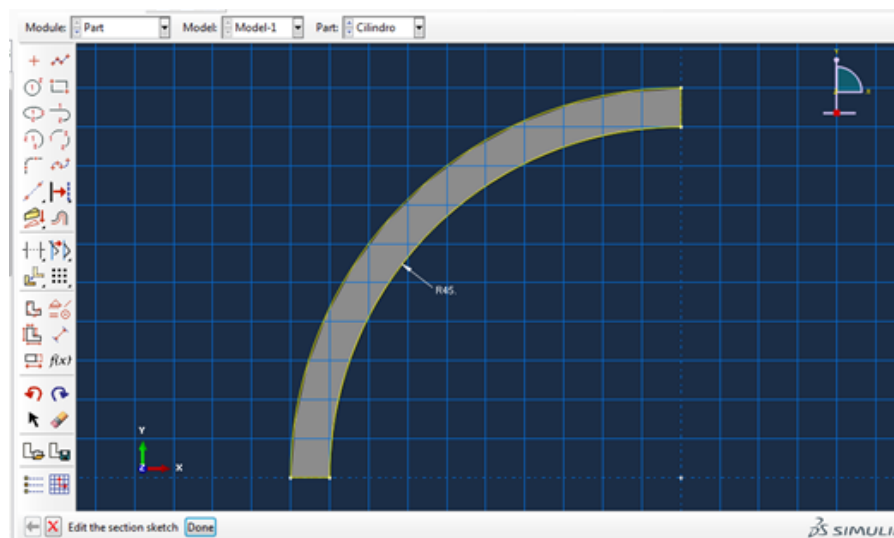 Module: Part Model: Model-1 Part: Cilindro
f(x)
R45.
Y
X
Edit the section sketch Done
SIMULI